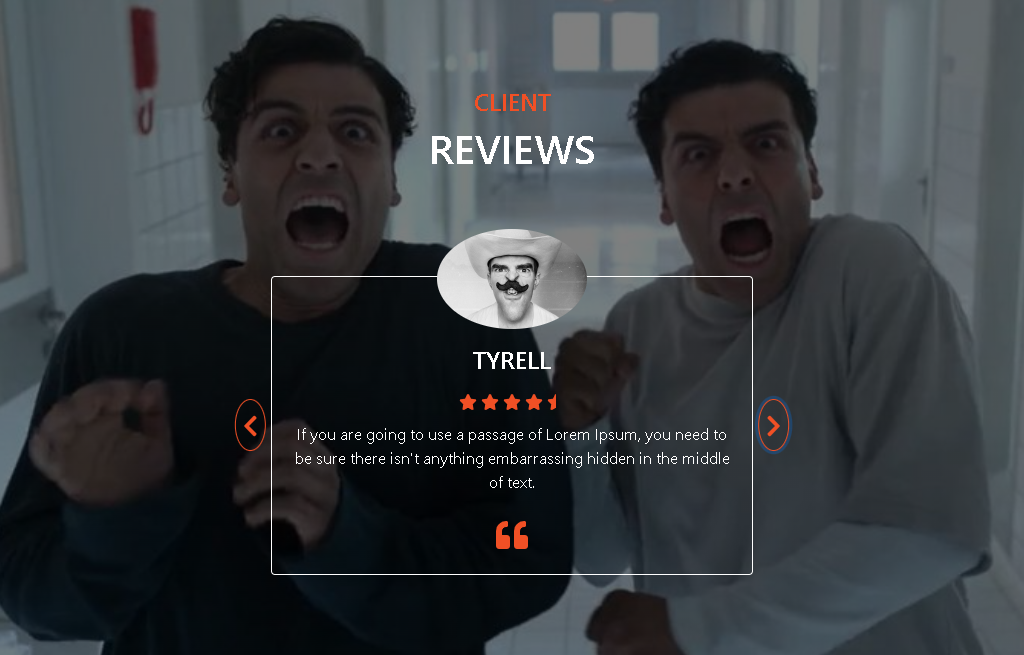 CLIENT
REVIEWS
TYRELL
If you are going to use a passage of Lorem Ipsum, you need to
be sure there isn't anything embarrassing hidden in the middle
of text.